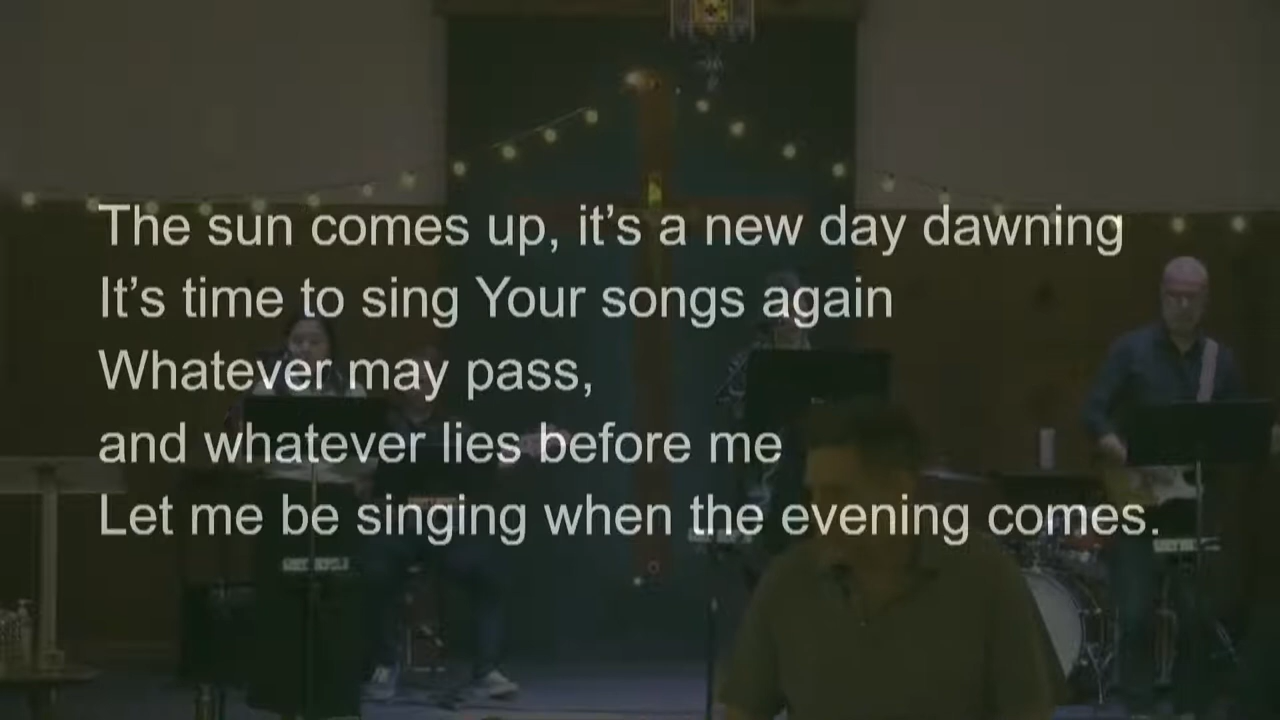 The sun comes up, it’s a new day dawning
It’s time to sing Your songs again
Whatever may pass,
and whatever lies before me
Let me be singing when the evening comes.